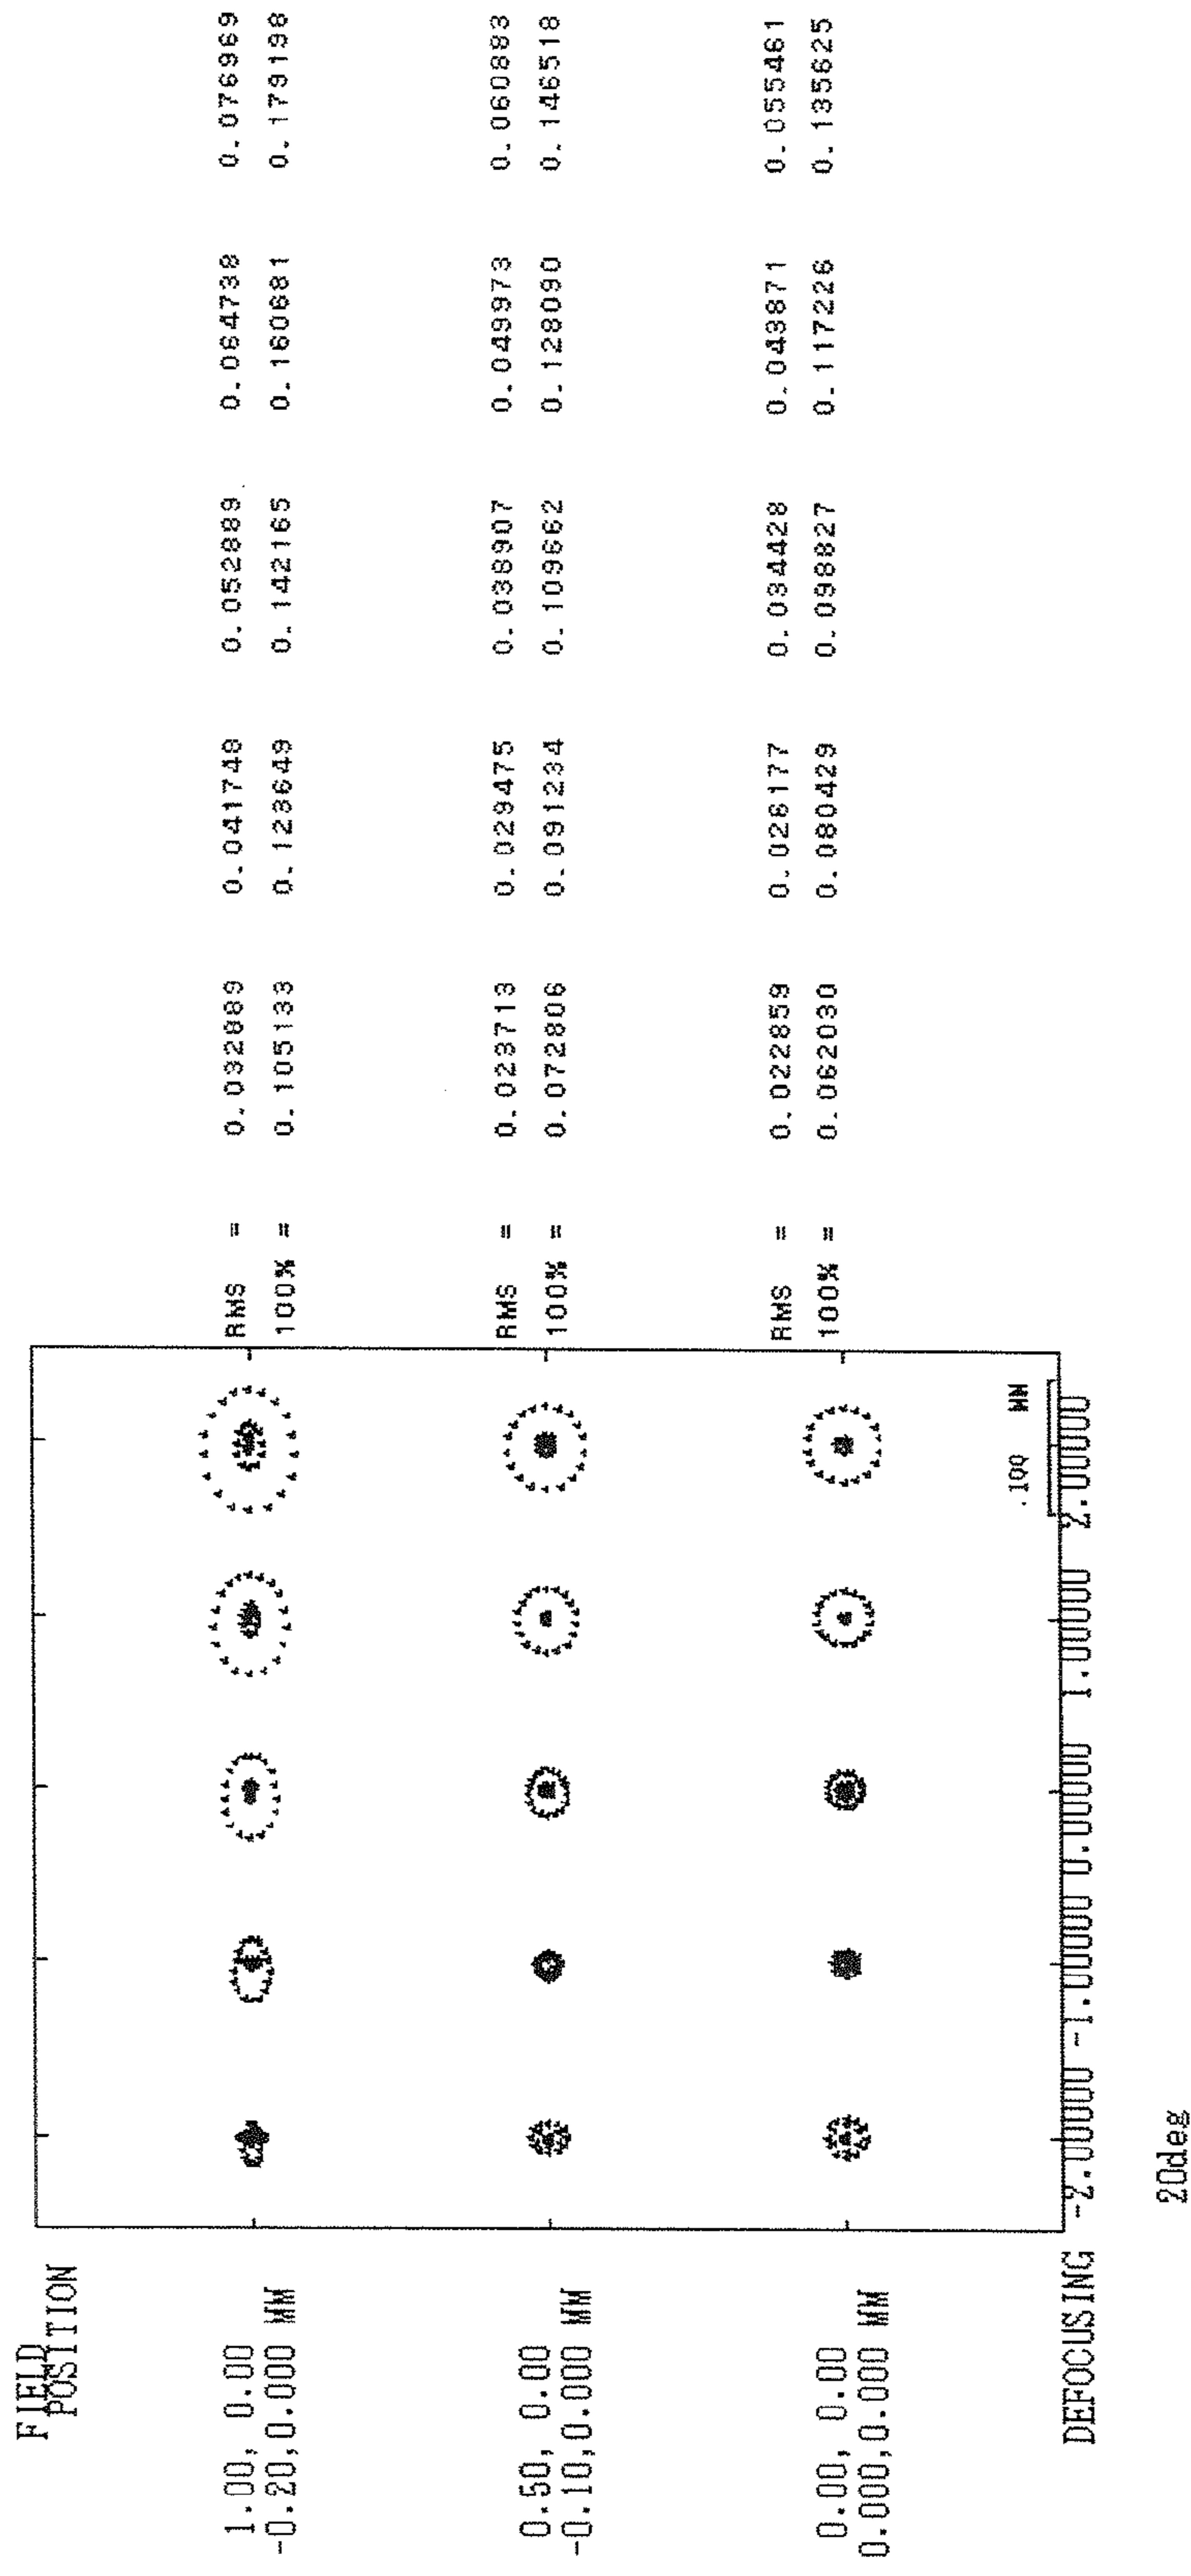 FIELD
POSITION
1.00, 0.00
-0.20,0.000 MM
RMS = 0.032889 0.041748 0.052889 0.064738 0.076969
100% = 0.105133 0.123649 0.142165 0.160681 0.179198
0.50, 0.00
-0.10,0.000 MM
RMS = 0.023713 0.029475 0.038907 0.049973 0.060883
100% = 0.072806 0.091234 0.109662 0.128090 0.146518
0.00, 0.00
0.000,0.000 MM
RMS = 0.022859 0.026177 0.034428 0.043871 0.055461
100% = 0.062030 0.080429 0.098827 0.117226 0.135625
.100 MM
DEFOCUSING -2.00000 -1.00000 0.00000 1.00000 2.00000
20deg